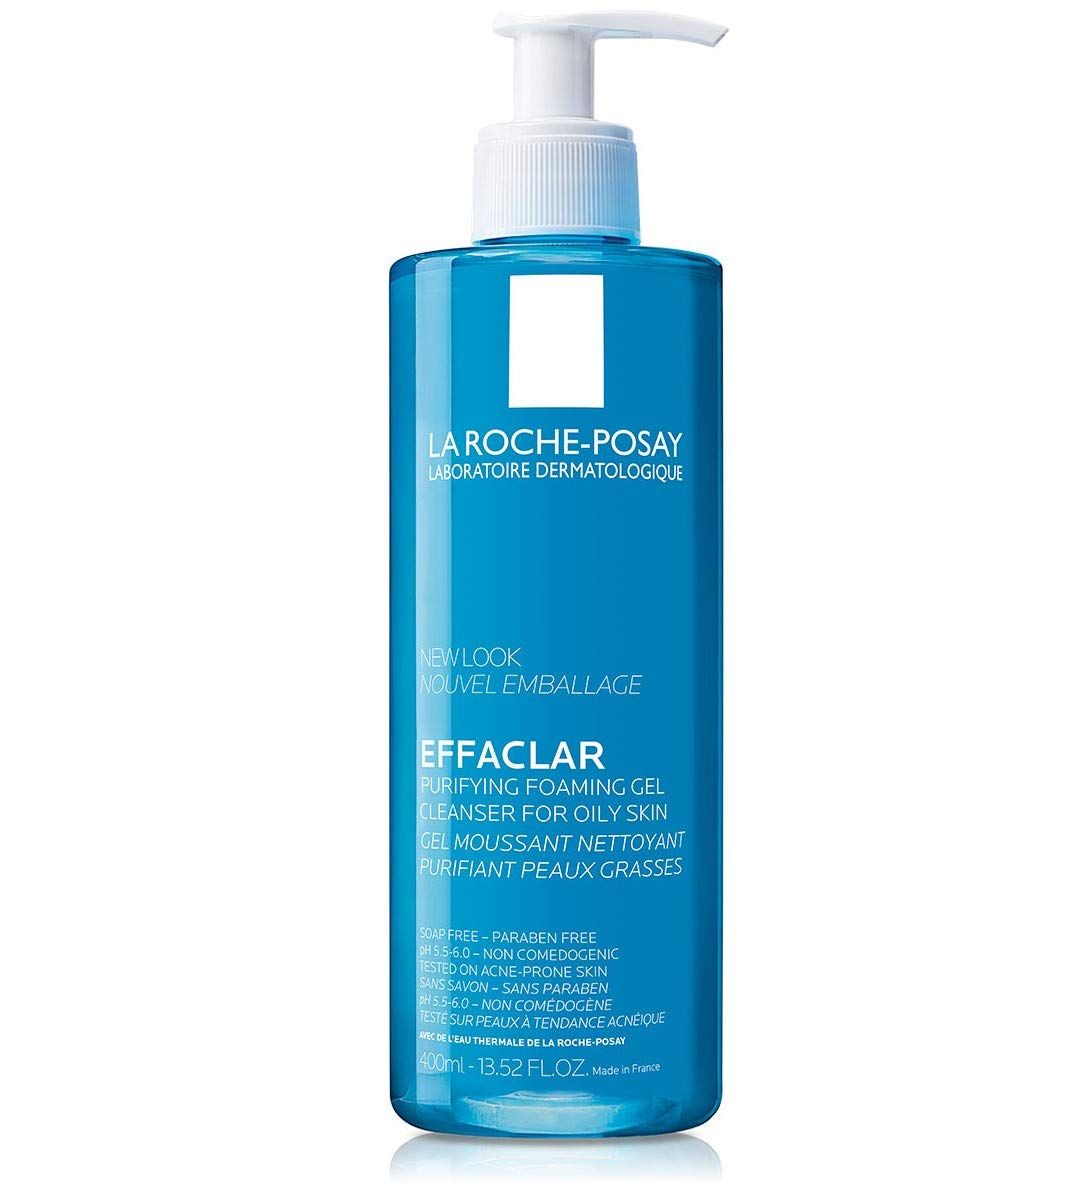 LA ROCHE-POSAY
LABORATOIRE DERMATOLOGIQUE
NEW LOOK
NOUVEL EMBALLAGE
EFFACLAR
PURIFYING FOAMING GEL
CLEANSER FOR OILY SKIN
GEL MOUSSANT NETTOYANT
PURIFIANT PEAUX GRASSES
SOAP FREE – PARABEN FREE
pH 5.5-6.0 – NON COMEDOGENIC
TESTED ON ACNE-PRONE SKIN
SANS SAVON – SANS PARABEN
pH 5.5-6.0 – NON COMÉDOGÈNE
TESTÉ SUR PEAUX À TENDANCE ACNÉIQUE
AVEC DE L'EAU THERMALE DE LA ROCHE-POSAY
400ml - 13.52 FL.OZ. Made in France